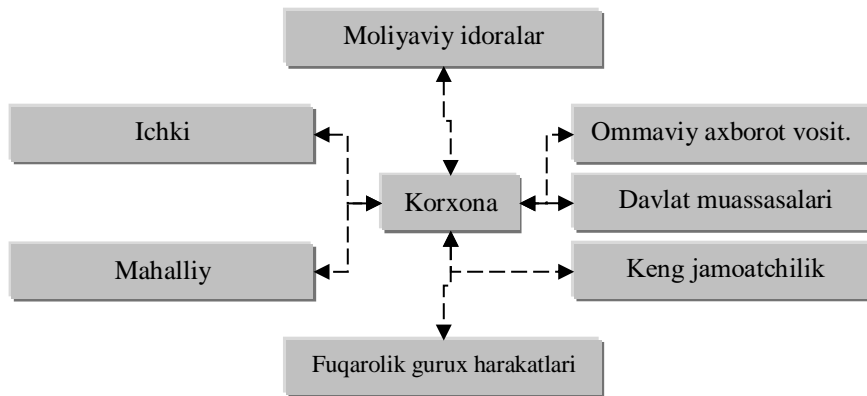 Moliyaviy idoralar
Ichki
Ommaviy axborot vosit.
Korxona
Davlat muassasalari
Mahalliy
Keng jamoatchilik
Fuqarolik gurux harakatlari